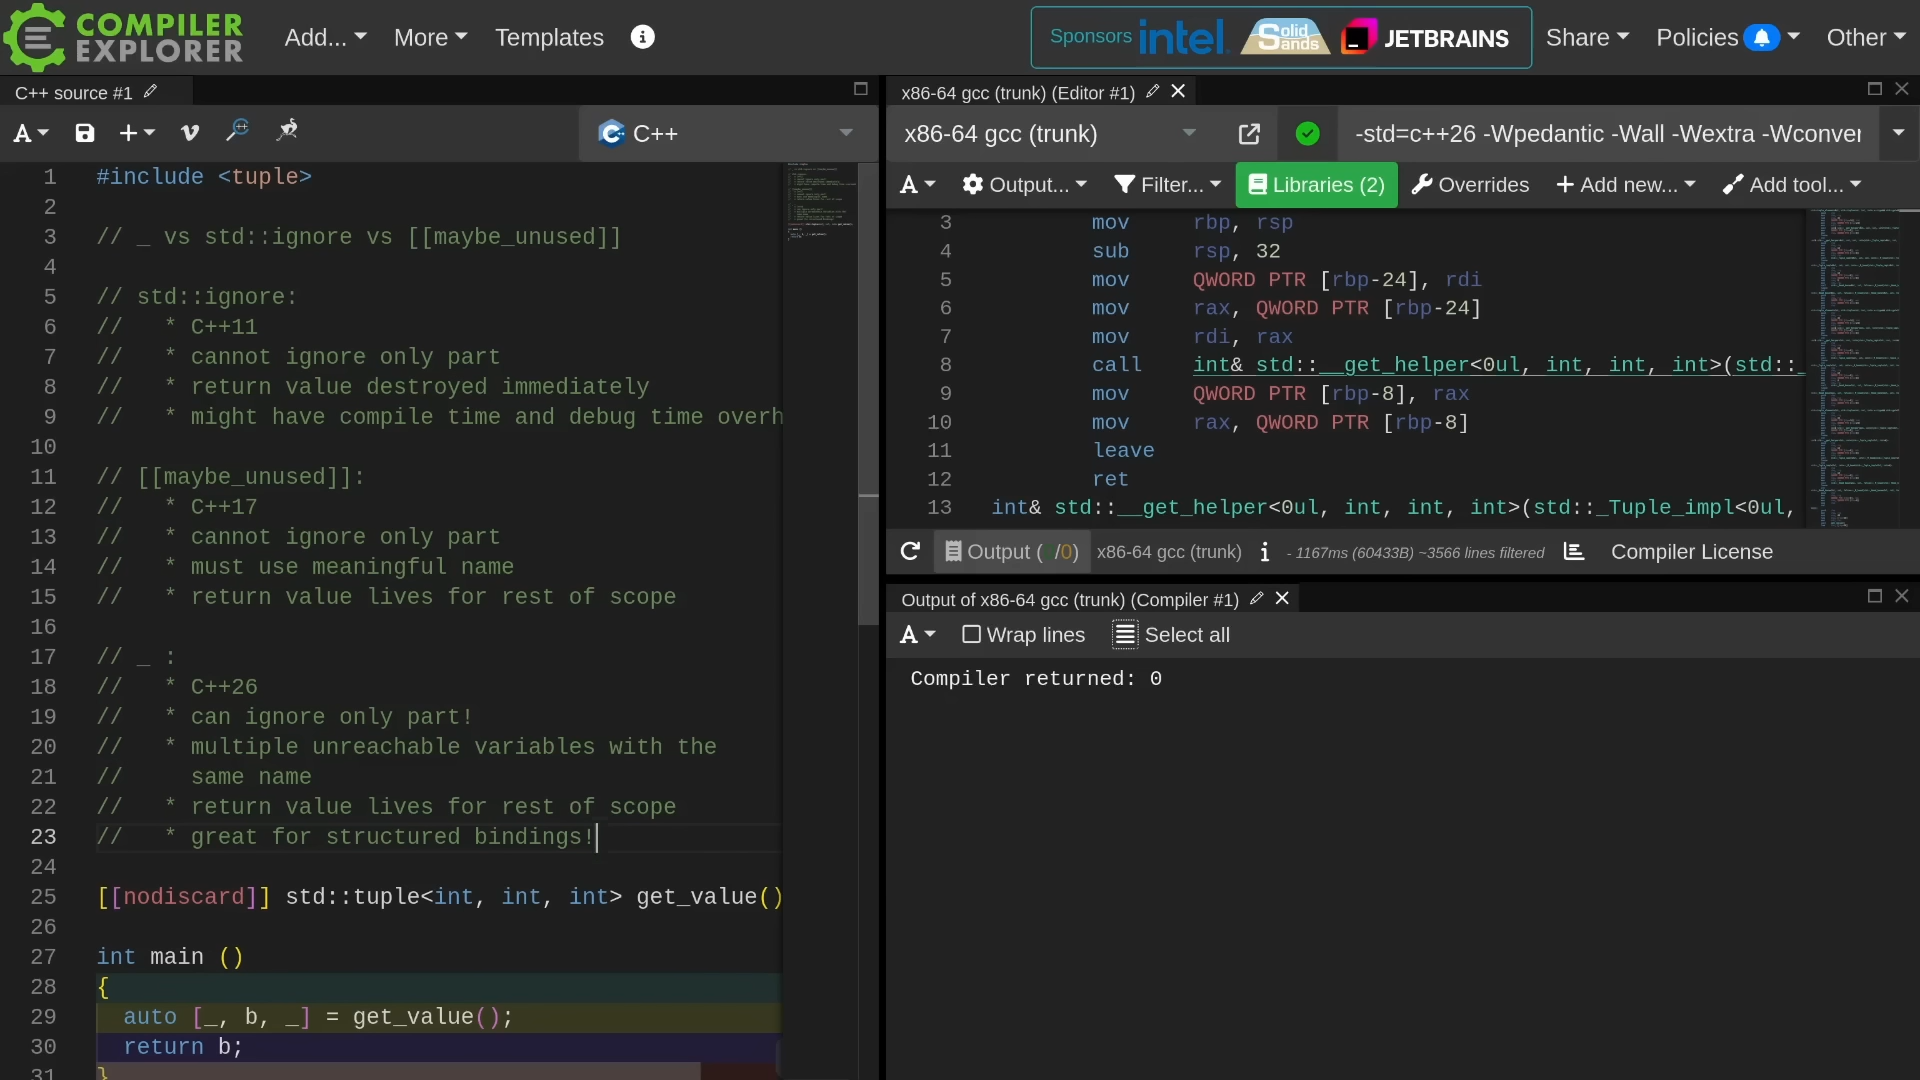 COMPILER
EXPLORER
Add...
More
Templates
Sponsors
intel.
Solid
Sands
JETBRAINS
Share
Policies
Other
C++ source #1
A
C++
1 #include <tuple>
2
3 // _ vs std::ignore vs [[maybe_unused]]
4
5 // std::ignore:
6 //   * C++11
7 //   * cannot ignore only part
8 //   * return value destroyed immediately
9 //   * might have compile time and debug time overh
10
11 // [[maybe_unused]]:
12 //   * C++17
13 //   * cannot ignore only part
14 //   * must use meaningful name
15 //   * return value lives for rest of scope
16
17 // _ :
18 //   * C++26
19 //   * can ignore only part!
20 //   * multiple unreachable variables with the
21 //     same name
22 //   * return value lives for rest of scope
23 //   * great for structured bindings!
24
25 [[nodiscard]] std::tuple<int, int, int> get_value()
26
27 int main ()
28 {
29   auto [_, b, _] = get_value();
30   return b;
31 }
x86-64 gcc (trunk) (Editor #1)
x86-64 gcc (trunk)
-std=c++26 -Wpedantic -Wall -Wextra -Wconver
A
Output...
Filter...
Libraries (2)
Overrides
+ Add new...
Add tool...
3 mov rbp, rsp
4 sub rsp, 32
5 mov QWORD PTR [rbp-24], rdi
6 mov rax, QWORD PTR [rbp-24]
7 mov rdi, rax
8 call int& std::__get_helper<0ul, int, int, int>(std::_
9 mov QWORD PTR [rbp-8], rax
10 mov rax, QWORD PTR [rbp-8]
11 leave
12 ret
13 int& std::__get_helper<0ul, int, int, int>(std::_Tuple_impl<0ul,
Output ( /0)
x86-64 gcc (trunk)
- 1167ms (60433B) ~3566 lines filtered
Compiler License
Output of x86-64 gcc (trunk) (Compiler #1)
A
Wrap lines
Select all
Compiler returned: 0